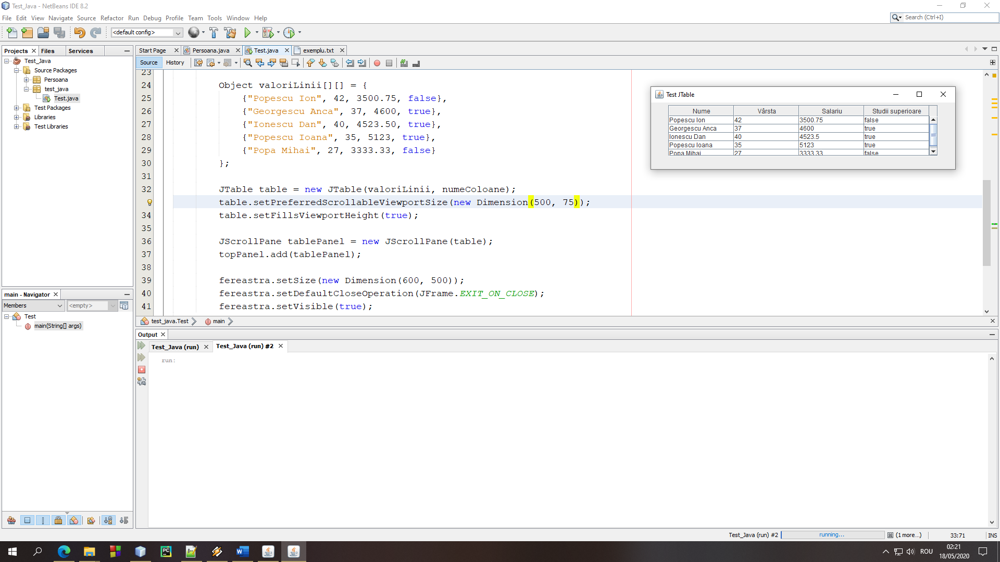 Test_Java - NetBeans IDE 8.2
File Edit View Navigate Source Refactor Run Debug Profile Team Tools Window Help
Search (Ctrl+I)
<default config>
Projects Files Services
Test_Java
Source Packages
Persoana
test_java
Test.java
Test Packages
Libraries
Test Libraries
main - Navigator
Members <empty>
Test
main(String[] args)
Start Page Persoana.java Test.java exemplu.txt
Source History
23
24 Object valoriLinii[][] = {
25 {"Popescu Ion", 42, 3500.75, false},
26 {"Georgescu Anca", 37, 4600, true},
27 {"Ionescu Dan", 40, 4523.50, true},
28 {"Popescu Ioana", 35, 5123, true},
29 {"Popa Mihai", 27, 3333.33, false}
30 };
31
32 JTable table = new JTable(valoriLinii, numeColoane);
table.setPreferredScrollableViewportSize(new Dimension(500, 75));
34 table.setFillsViewportHeight(true);
35
36 JScrollPane tablePanel = new JScrollPane(table);
37 topPanel.add(tablePanel);
38
39 fereastra.setSize(new Dimension(600, 500));
40 fereastra.setDefaultCloseOperation(JFrame.EXIT_ON_CLOSE);
41 fereastra.setVisible(true);
test_java.Test main
Test JTable
Nume Vârsta Salariu Studii superioare
Popescu Ion 42 3500.75 false
Georgescu Anca 37 4600 true
Ionescu Dan 40 4523.5 true
Popescu Ioana 35 5123 true
Popa Mihai 27 3333.33 false
Output
Test_Java (run) Test_Java (run) #2
run:
Test_Java (run) #2 running... (1 more...) 33:71 INS
PC W ROU
02:21
18/05/2020